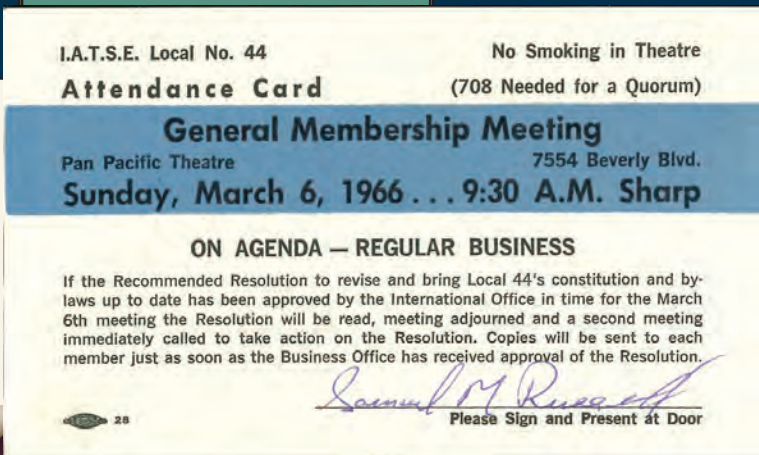 I.A.T.S.E. Local No. 44
No Smoking in Theatre
Attendance Card
(708 Needed for a Quorum)
General Membership Meeting
Pan Pacific Theatre
7554 Beverly Blvd.
Sunday, March 6, 1966 . . . 9:30 A.M. Sharp
ON AGENDA — REGULAR BUSINESS
If the Recommended Resolution to revise and bring Local 44's constitution and by-
laws up to date has been approved by the International Office in time for the March
6th meeting the Resolution will be read, meeting adjourned and a second meeting
immediately called to take action on the Resolution. Copies will be sent to each
member just as soon as the Business Office has received approval of the Resolution.
Samuel M
Please Sign and Present at Door
28